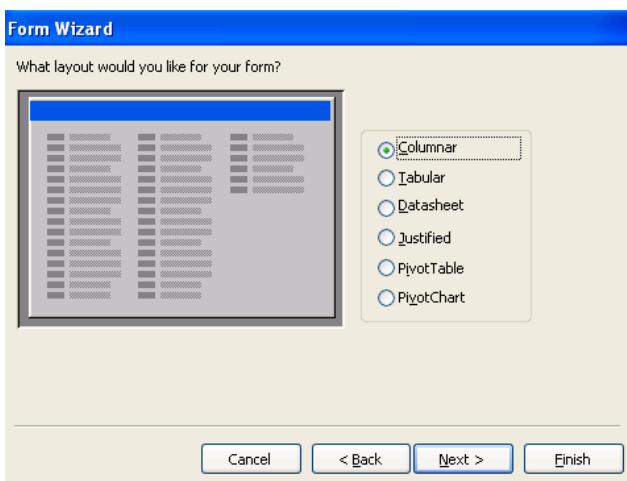 Form Wizard
What layout would you like for your form?
Columnar
Tabular
Datasheet
Justified
PivotTable
PivotChart
Cancel
< Back
Next >
Finish